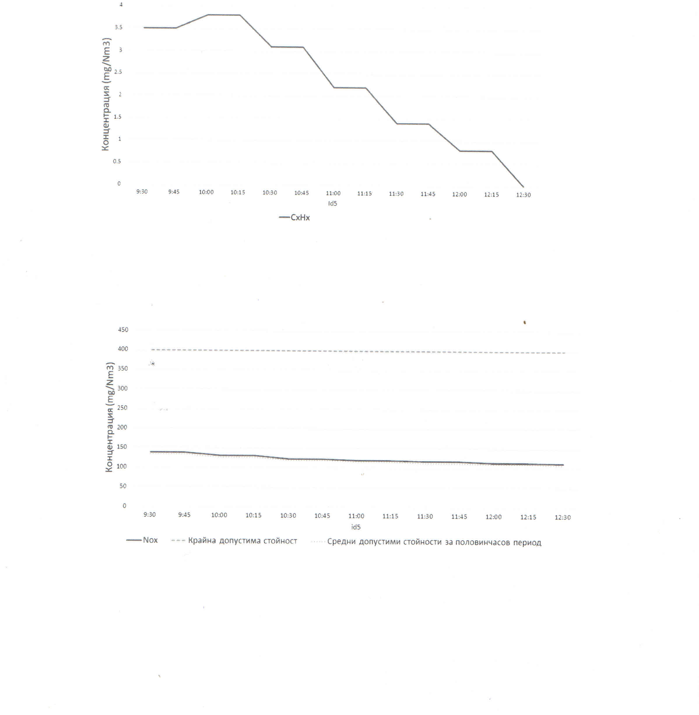 Концентрация (mg/Nm3)
4
3.5
3
2.5
2
1.5
1
0.5
0
9:30 9:45 10:00 10:15 10:30 10:45 11:00 11:15 11:30 11:45 12:00 12:15 12:30
id5
CxHx
Концентрация (mg/Nm3)
450
400
350
300
250
200
150
100
50
0
9:30 9:45 10:00 10:15 10:30 10:45 11:00 11:15 11:30 11:45 12:00 12:15 12:30
id5
Nox Крайна допустима стойност Средни допустими стойности за половинчасов период